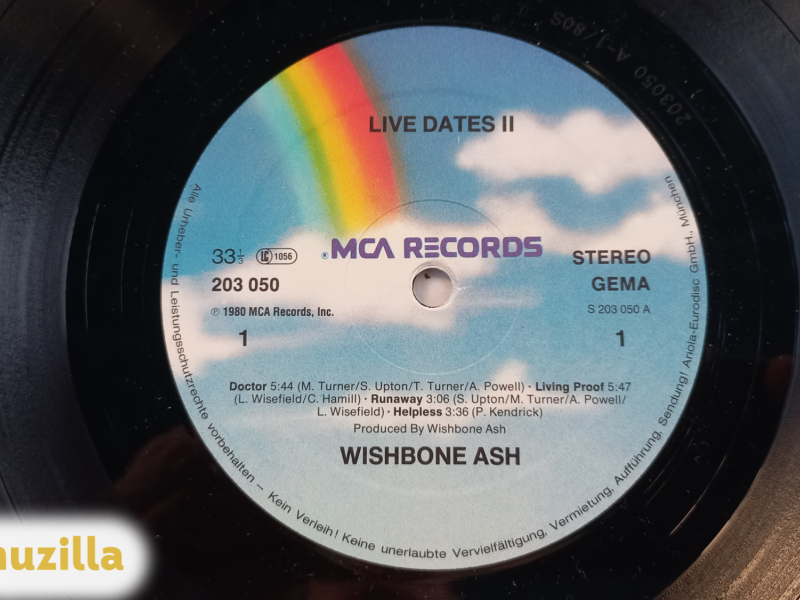 LIVE DATES II
33⅓ LC 1056
® MCA RECORDS
STEREO
203 050
GEMA
℗ 1980 MCA Records, Inc.
S 203 050 A
1
1
Doctor 5:44 (M. Turner/S. Upton/T. Turner/A. Powell) · Living Proof 5:47
(L. Wisefield/C. Hamill) · Runaway 3:06 (S. Upton/M. Turner/A. Powell/
L. Wisefield) · Helpless 3:36 (P. Kendrick)
Produced By Wishbone Ash
WISHBONE ASH
Alle Urheber- und Leistungsschutzrechte vorbehalten – Kein Verleih! Keine unerlaubte Vervielfältigung, Vermietung, Aufführung, Sendung! Ariola-Eurodisc GmbH., München
203050 A-1/80S
muzilla